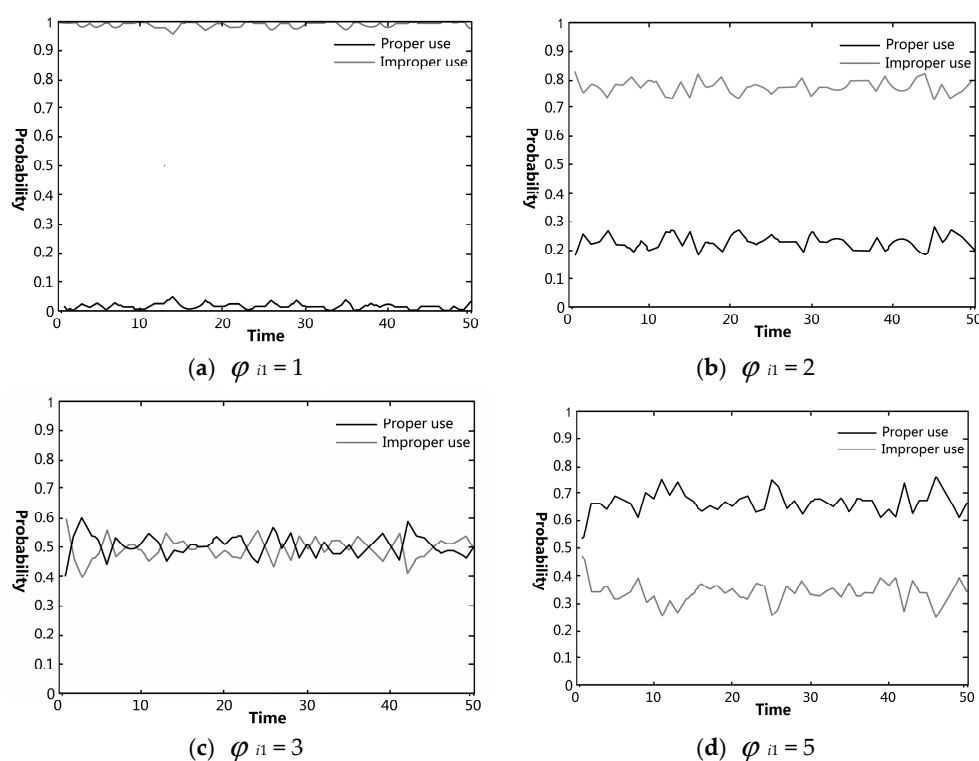 1
0.9
0.8
0.7
0.6
0.5
0.4
0.3
0.2
0.1
0
Probability
Proper use
Improper use
0 10 20 30 40 50
Time
(a) φ i1 = 1
1
0.9
0.8
0.7
0.6
0.5
0.4
0.3
0.2
0.1
0
Probability
Proper use
Improper use
0 10 20 30 40 50
Time
(b) φ i1 = 2
1
0.9
0.8
0.7
0.6
0.5
0.4
0.3
0.2
0.1
0
Probability
Proper use
Improper use
0 10 20 30 40 50
Time
(c) φ i1 = 3
1
0.9
0.8
0.7
0.6
0.5
0.4
0.3
0.2
0.1
0
Probability
Proper use
Improper use
0 10 20 30 40 50
Time
(d) φ i1 = 5